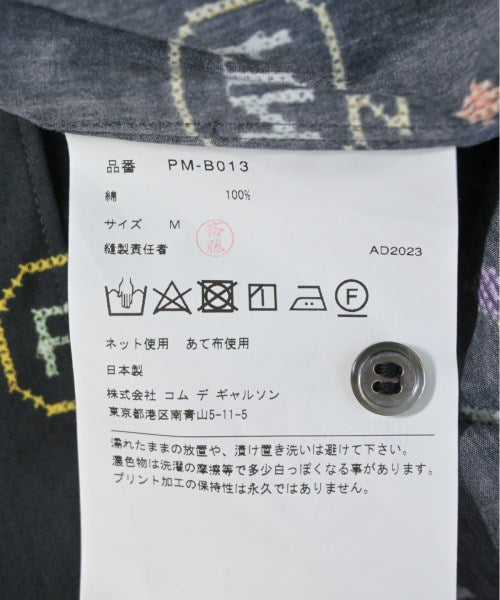 品番 PM-B013
綿 100%
サイズ M
斎藤
縫製責任者 AD2023
F
ネット使用 あて布使用
日本製
株式会社 コム デ ギャルソン
東京都港区南青山5-11-5
濡れたままの放置や、漬け置き洗いは避けて下さい。
濃色物は洗濯の摩擦等で多少白っぽくなる事があります。
プリント加工の保持性は永久ではありません。
F